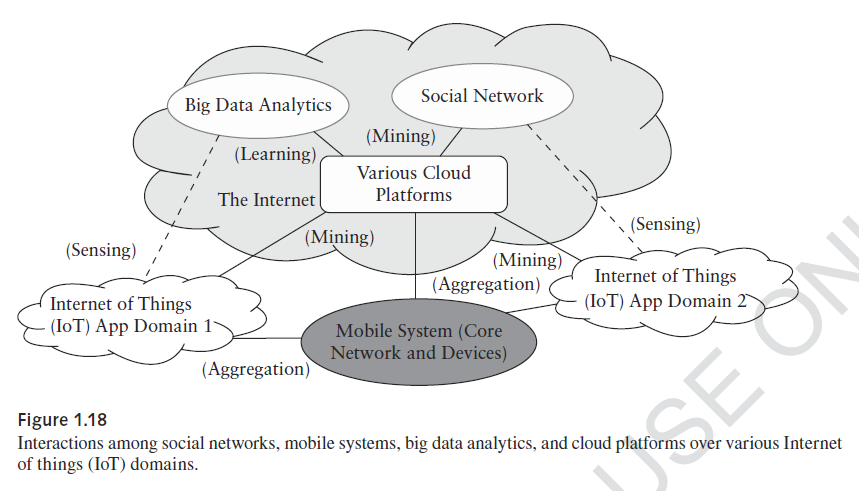 Big Data Analytics
Social Network
(Mining)
(Learning)
Various Cloud
Platforms
The Internet
(Sensing)
(Mining)
(Sensing)
(Mining)
(Aggregation)
Internet of Things
(IoT) App Domain 1
Internet of Things
(IoT) App Domain 2
Mobile System (Core
Network and Devices)
(Aggregation)
Figure 1.18
Interactions among social networks, mobile systems, big data analytics, and cloud platforms over various Internet
of things (IoT) domains.
USE ON